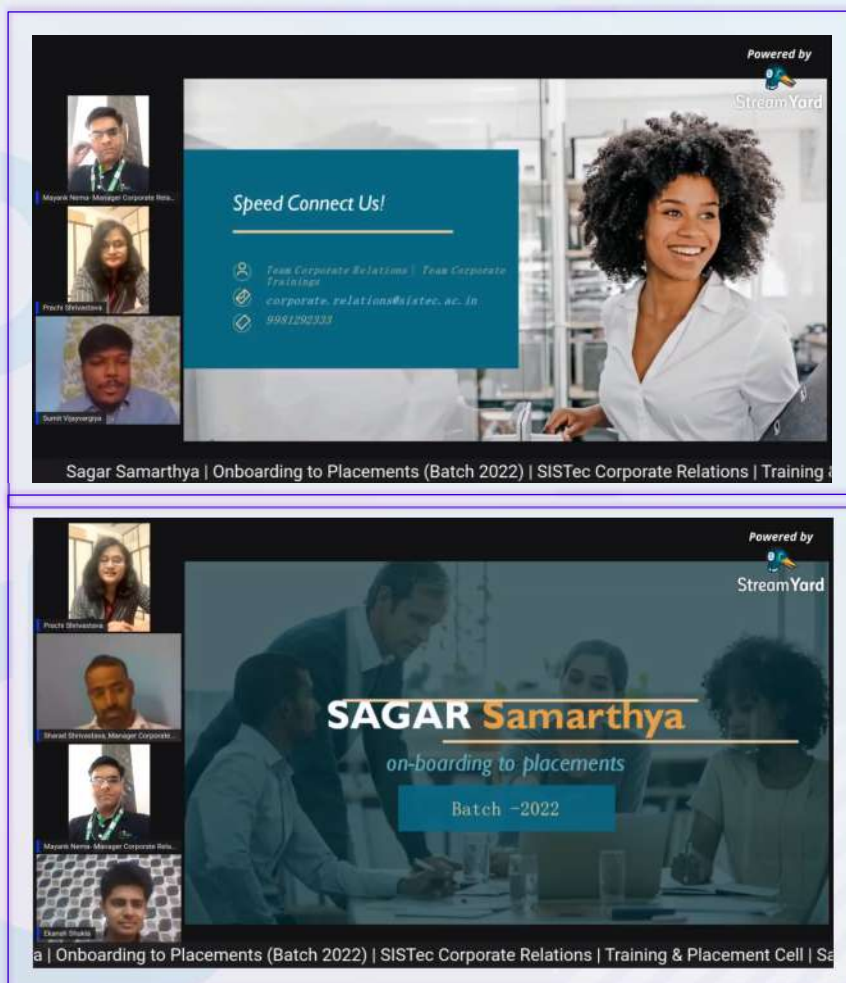 Powered by
StreamYard
Mayank Nema- Manager Corporate Rela...
Prachi Shrivastava
Sumit Vijayvargiya
Speed Connect Us!
Team Corporate Relations | Team Corporate
Trainings
corporate.relations@sistec.ac.in
9981292333
Sagar Samarthya | Onboarding to Placements (Batch 2022) | SISTec Corporate Relations | Training &
Powered by
StreamYard
Prachi Shrivastava
Sharad Shrivastava, Manager Corporate...
Mayank Nema- Manager Corporate Rela...
Ekansh Shukla
SAGAR Samarthya
on-boarding to placements
Batch -2022
a | Onboarding to Placements (Batch 2022) | SISTec Corporate Relations | Training & Placement Cell | Sa